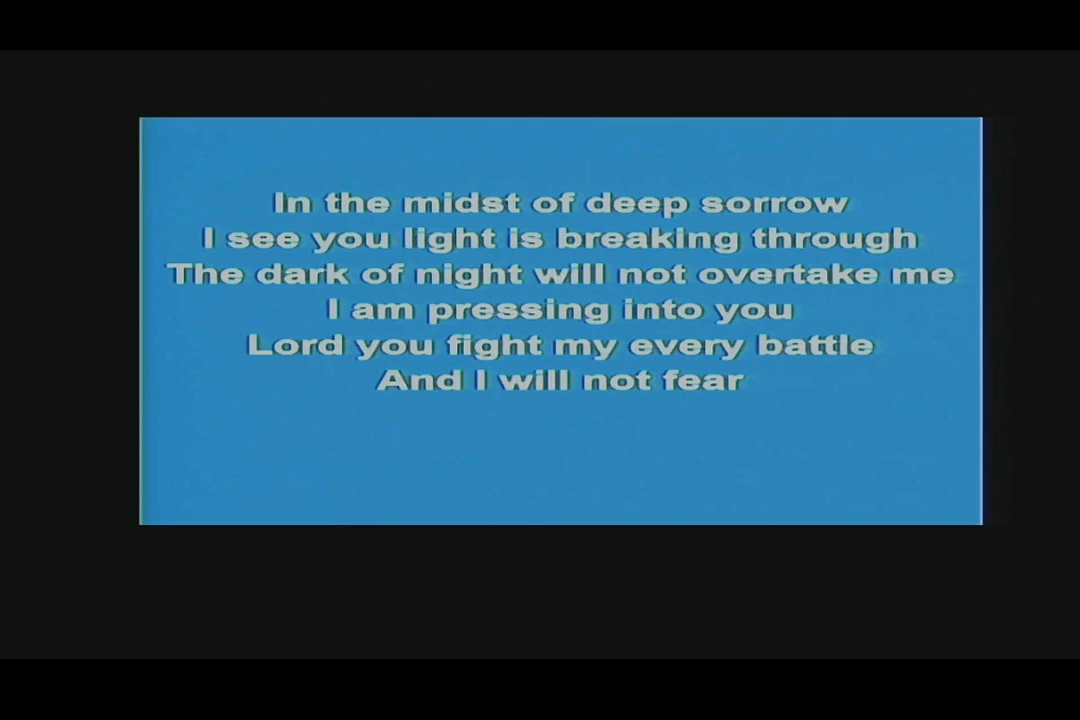 In the midst of deep sorrow
I see you light is breaking through
The dark of night will not overtake me
I am pressing into you
Lord you fight my every battle
And I will not fear